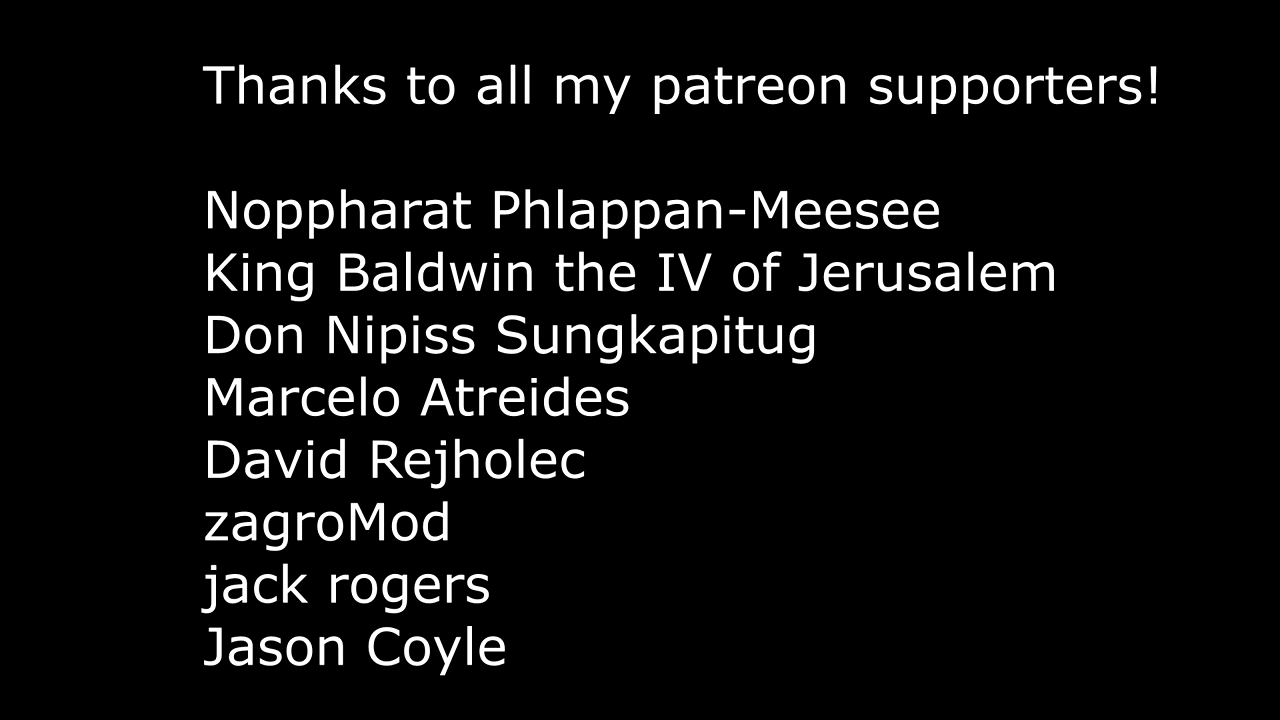 Thanks to all my patreon supporters!
Noppharat Phlappan-Meesee
King Baldwin the IV of Jerusalem
Don Nipiss Sungkapitug
Marcelo Atreides
David Rejholec
zagroMod
jack rogers
Jason Coyle